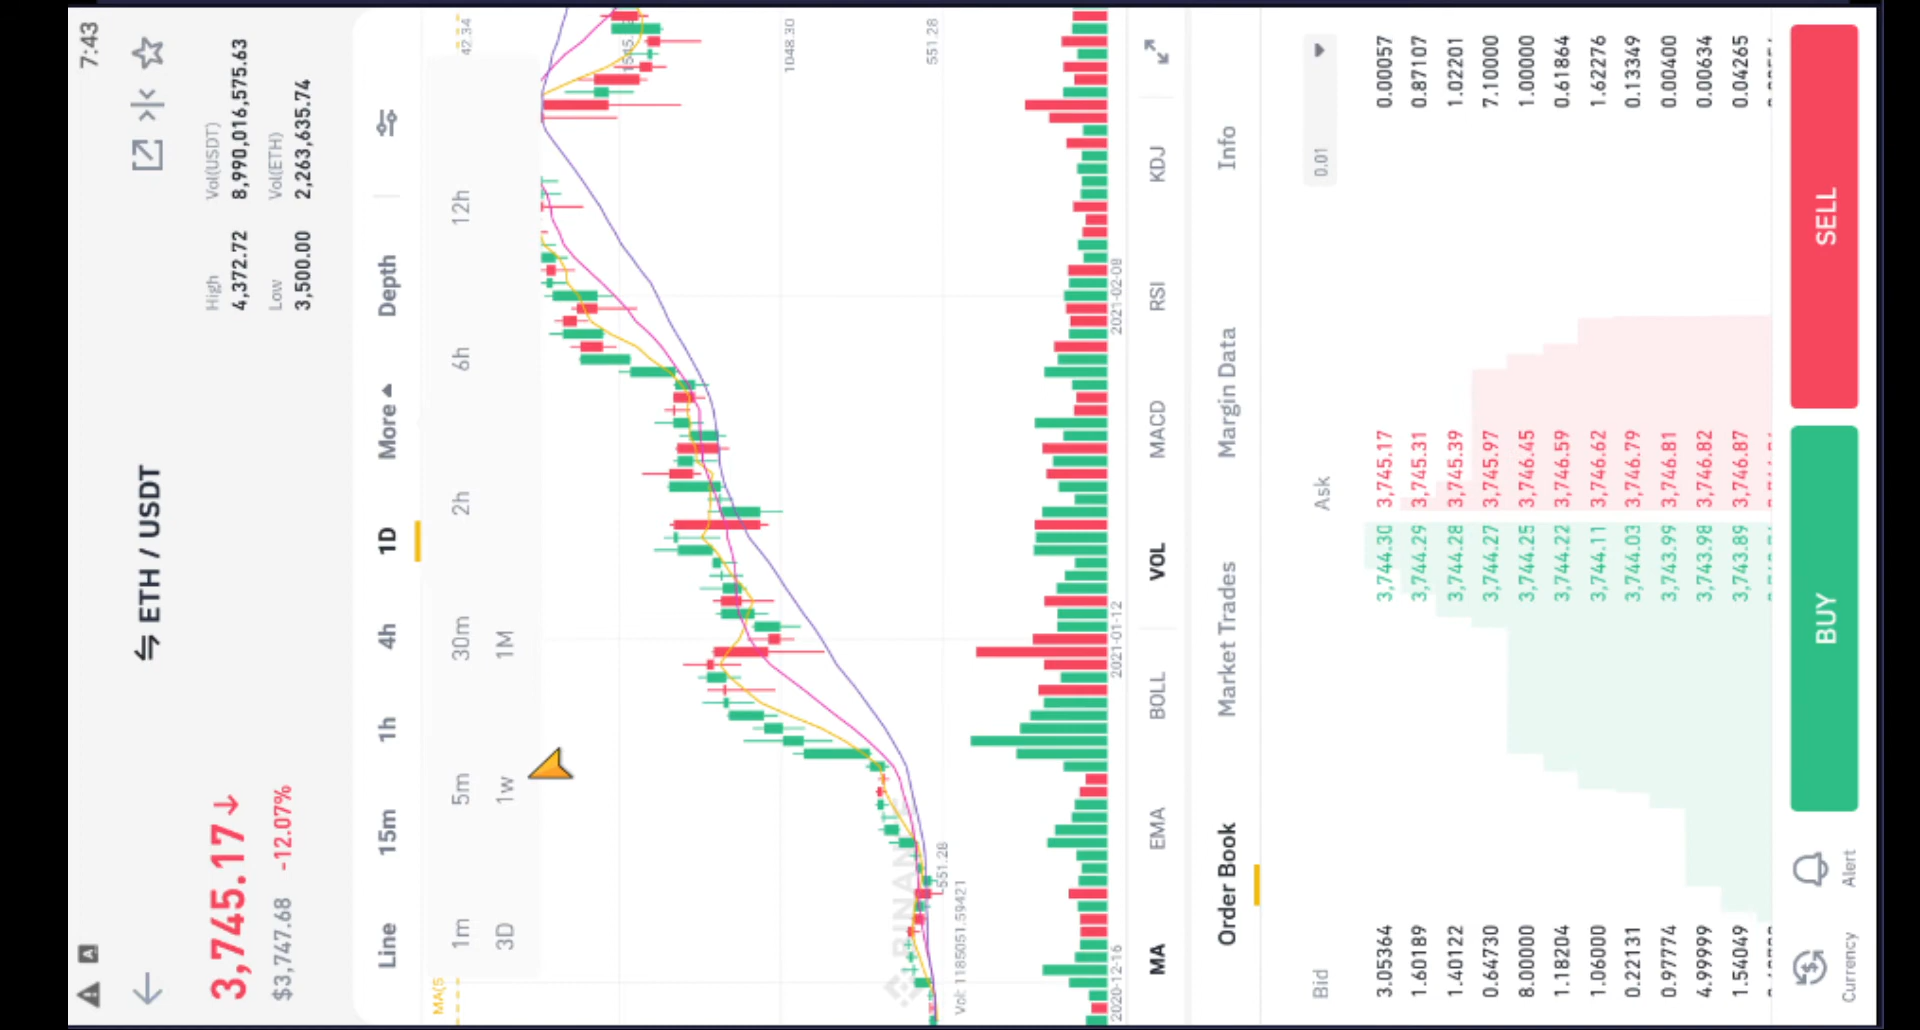 7:43
ETH / USDT
3,745.17↓
$3,747.68 -12.07%
High
4,372.72
Vol(USDT)
8,990,016,575.63
Low
3,500.00
Vol(ETH)
2,263,635.74
Line 15m 1h 4h 1D More Depth
1m 5m 30m 2h 6h 12h
3D 1w 1M
MA(5
42.34
1048.30
551.28
551.28
BINANCE
Vol: 1185051.59421
2020-12-16 2021-01-12 2021-02-08
MA EMA BOLL VOL MACD RSI KDJ
Order Book Market Trades Margin Data Info
Bid Ask 0.01
3.05364 3,744.30 3,745.17 0.00057
1.60189 3,744.29 3,745.31 0.87107
1.40122 3,744.28 3,745.39 1.02201
0.64730 3,744.27 3,745.97 7.10000
8.00000 3,744.25 3,746.45 1.00000
1.18204 3,744.22 3,746.59 0.61864
1.06000 3,744.11 3,746.62 1.62276
0.22131 3,744.03 3,746.79 0.13349
0.97774 3,743.99 3,746.81 0.00400
4.99999 3,743.98 3,746.82 0.00634
1.54049 3,743.89 3,746.87 0.04265
Currency Alert BUY SELL